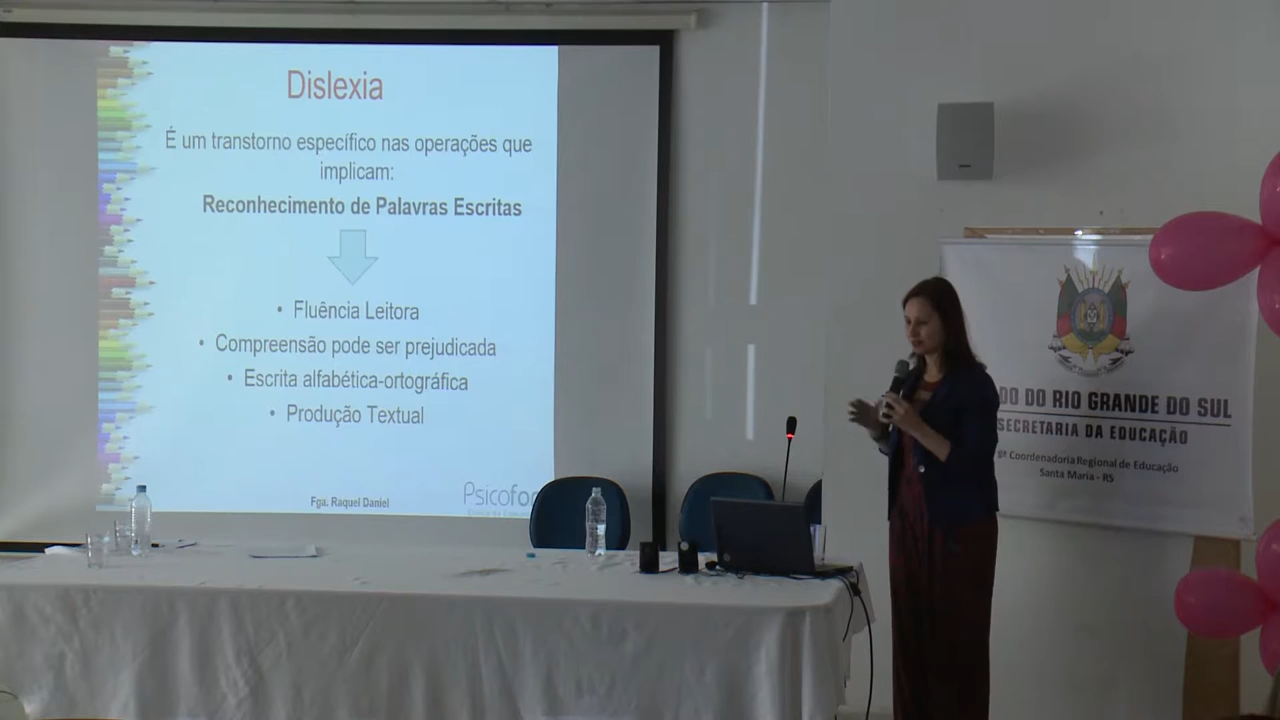 Dislexia
É um transtorno específico nas operações que
implicam:
Reconhecimento de Palavras Escritas
• Fluência Leitora
• Compreensão pode ser prejudicada
• Escrita alfabética-ortográfica
• Produção Textual
Fga. Raquel Daniel
Psicofo
DO DO RIO GRANDE DO SUL
SECRETARIA DA EDUCAÇÃO
ª Coordenadoria Regional de Educação
Santa Maria - RS